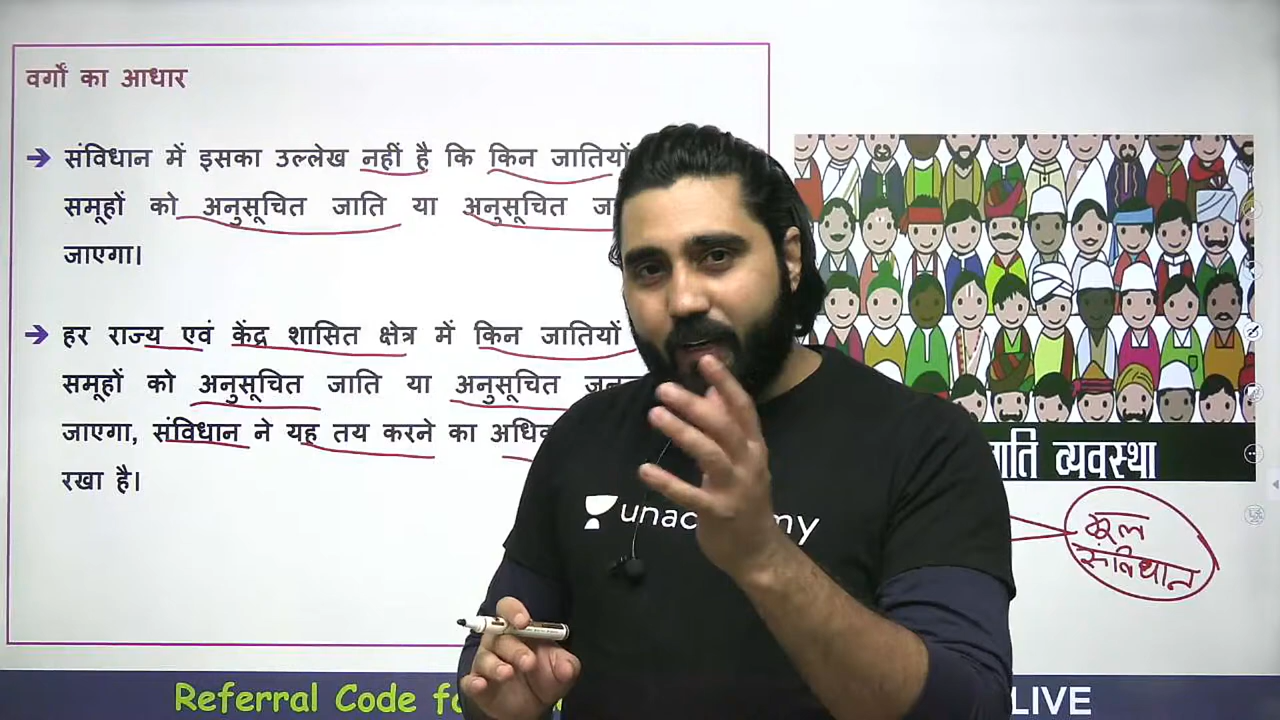 वर्गों का आधार
➔ संविधान में इसका उल्लेख नहीं है कि किन जातियों
समूहों को अनुसूचित जाति या अनुसूचित
जाएगा।
➔ हर राज्य एवं केंद्र शासित क्षेत्र में किन जातियों
समूहों को अनुसूचित जाति या अनुसूचित
जाएगा, संविधान ने यह तय करने का
रखा है।
व्यवस्था
मूल
संविधान
unacademy
Referral Code
LIVE